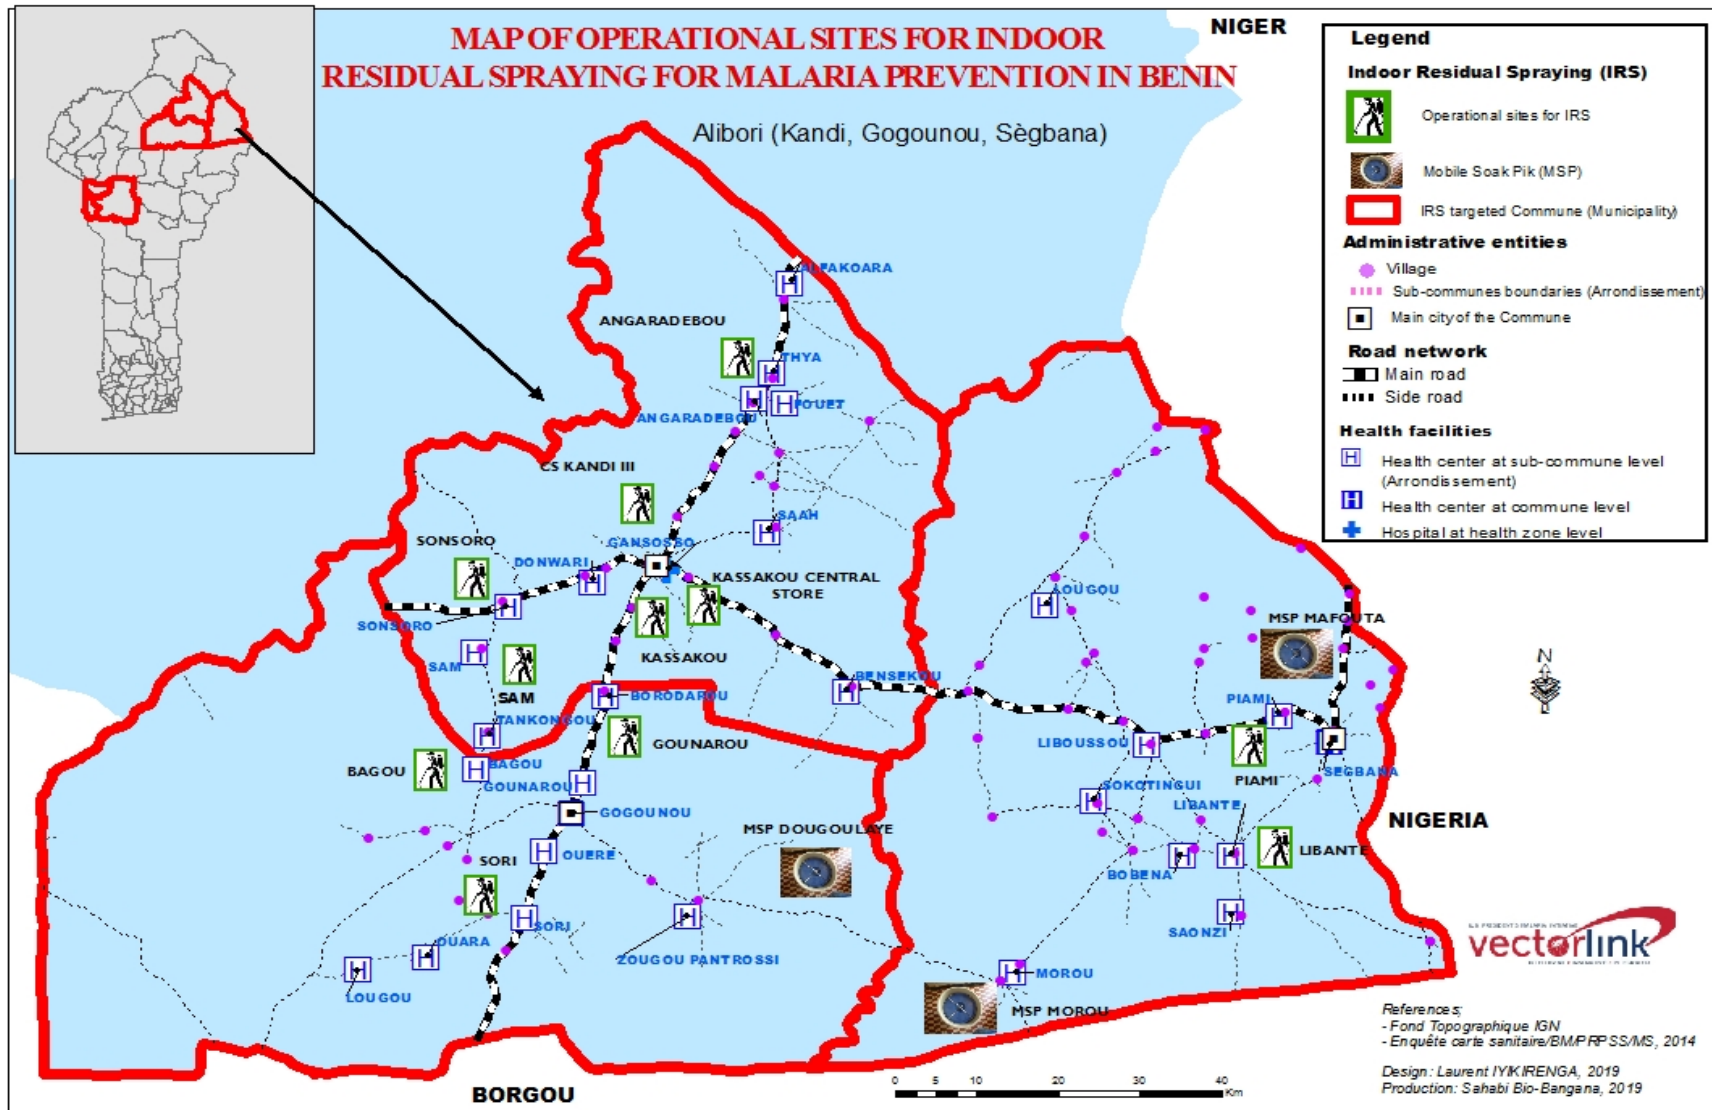 MAP OF OPERATIONAL SITES FOR INDOOR
RESIDUAL SPRAYING FOR MALARIA PREVENTION IN BENIN
Alibori (Kandi, Gogounou, Sègbana)
NIGER
Legend
Indoor Residual Spraying (IRS)
Operational sites for IRS
Mobile Soak Pik (MSP)
IRS targeted Commune (Municipality)
Administrative entities
Village
Sub-communes boundaries (Arrondissement)
Main city of the Commune
Road network
Main road
Side road
Health facilities
Health center at sub-commune level
(Arrondissement)
Health center at commune level
Hospital at health zone level
ALFAKOARA
ANGARADEBOU
THYA
FOUET
ANGARADEBOU
CS KANDI III
SAAH
GANSOSSO
SONSORO
DONWARI
KASSAKOU CENTRAL
STORE
LOUGOU
SONSORO
MSP MAFOUTA
KASSAKOU
SAM
SAM
BENSEKOU
BORODAROU
PIAMI
TANKONGOU
GOUNAROU
LIBOUSSOU
BAGOU
BAGOU
SEGBANA
PIAMI
GOUNAROU
SOKOTINGUI
LIBANTE
GOGOUNOU
NIGERIA
MSP DOUGOULAYE
OUERE
SORI
LIBANTE
BOBENA
SORI
SAONZI
OUARA
ZOUGOU PANTROSSI
MOROU
LOUGOU
MSP MOROU
N
vectorlink
References;
- Fond Topographique IGN
- Enquête carte sanitaire/BM/PRPSS/MS, 2014
Design: Laurent IYIKIRENGA, 2019
Production: Sahabi Bio-Bangana, 2019
BORGOU
0 5 10 20 30 40
Km